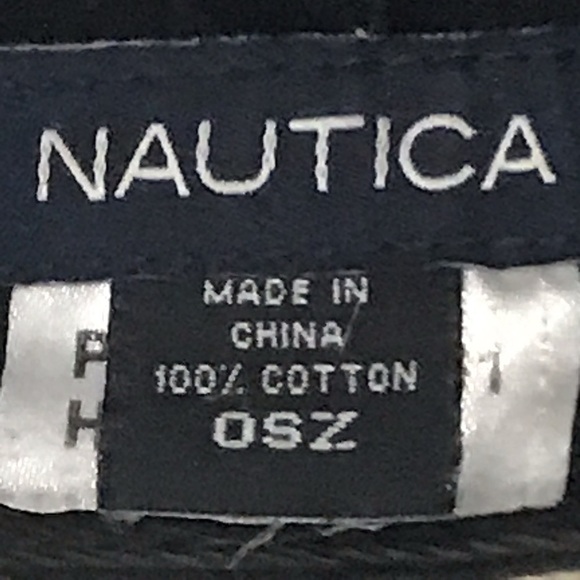 NAUTICA
MADE IN
CHINA
100% COTTON
OSZ